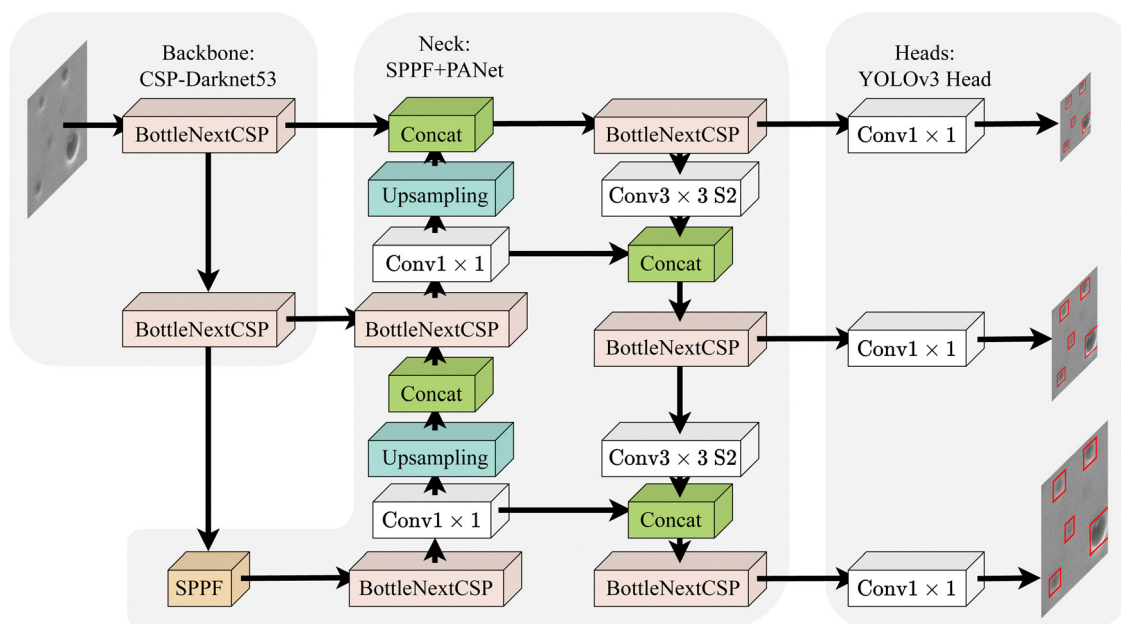 Backbone:
CSP-Darknet53
Neck:
SPPF+PANet
Heads:
YOLOv3 Head
BottleNextCSP
Concat
BottleNextCSP
Conv1 × 1
Upsampling
Conv3 × 3 S2
Conv1 × 1
Concat
BottleNextCSP
BottleNextCSP
BottleNextCSP
Conv1 × 1
Concat
Upsampling
Conv3 × 3 S2
Conv1 × 1
Concat
SPPF
BottleNextCSP
BottleNextCSP
Conv1 × 1